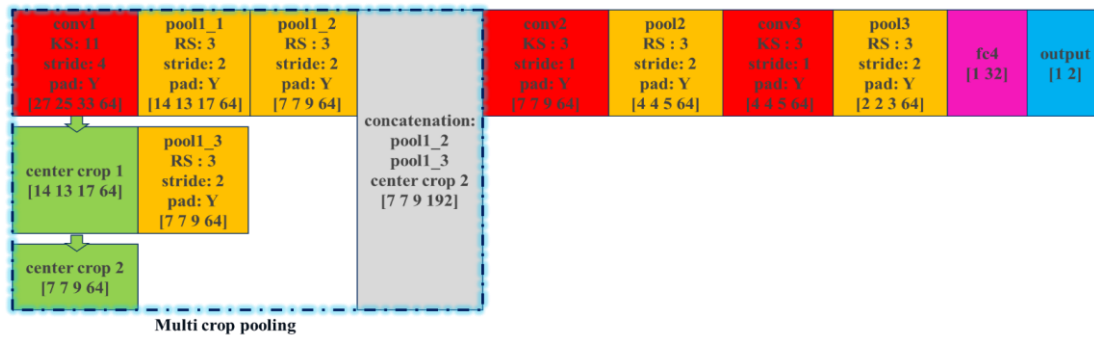 conv1
KS: 11
stride: 4
pad: Y
[27 25 33 64]
pool1_1
RS: 3
stride: 2
pad: Y
[14 13 17 64]
pool1_2
RS : 3
stride: 2
pad: Y
[7 7 9 64]
concatenation:
pool1_2
pool1_3
center crop 2
[7 7 9 192]
conv2
KS : 3
stride: 1
pad: Y
[7 7 9 64]
pool2
RS : 3
stride: 2
pad: Y
[4 4 5 64]
conv3
KS : 3
stride: 1
pad: Y
[4 4 5 64]
pool3
RS : 3
stride: 2
pad: Y
[2 2 3 64]
fc4
[1 32]
output
[1 2]
center crop 1
[14 13 17 64]
pool1_3
RS : 3
stride: 2
pad: Y
[7 7 9 64]
center crop 2
[7 7 9 64]
Multi crop pooling